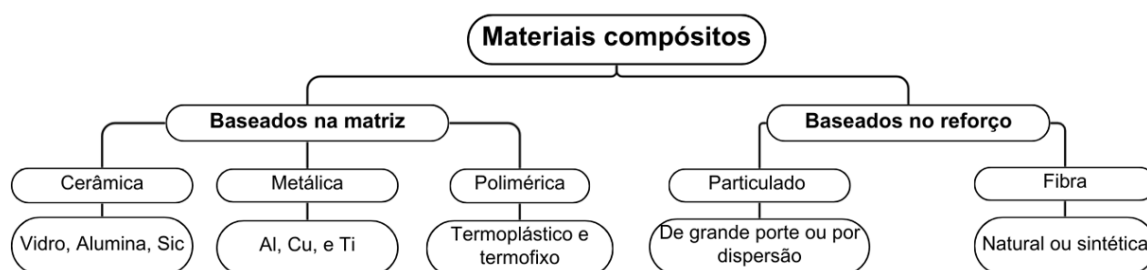 Materiais compósitos
Baseados na matriz
Baseados no reforço
Cerâmica
Metálica
Polimérica
Particulado
Fibra
Vidro, Alumina, Sic
Al, Cu, e Ti
Termoplástico e
termofixo
De grande porte ou por
dispersão
Natural ou sintética